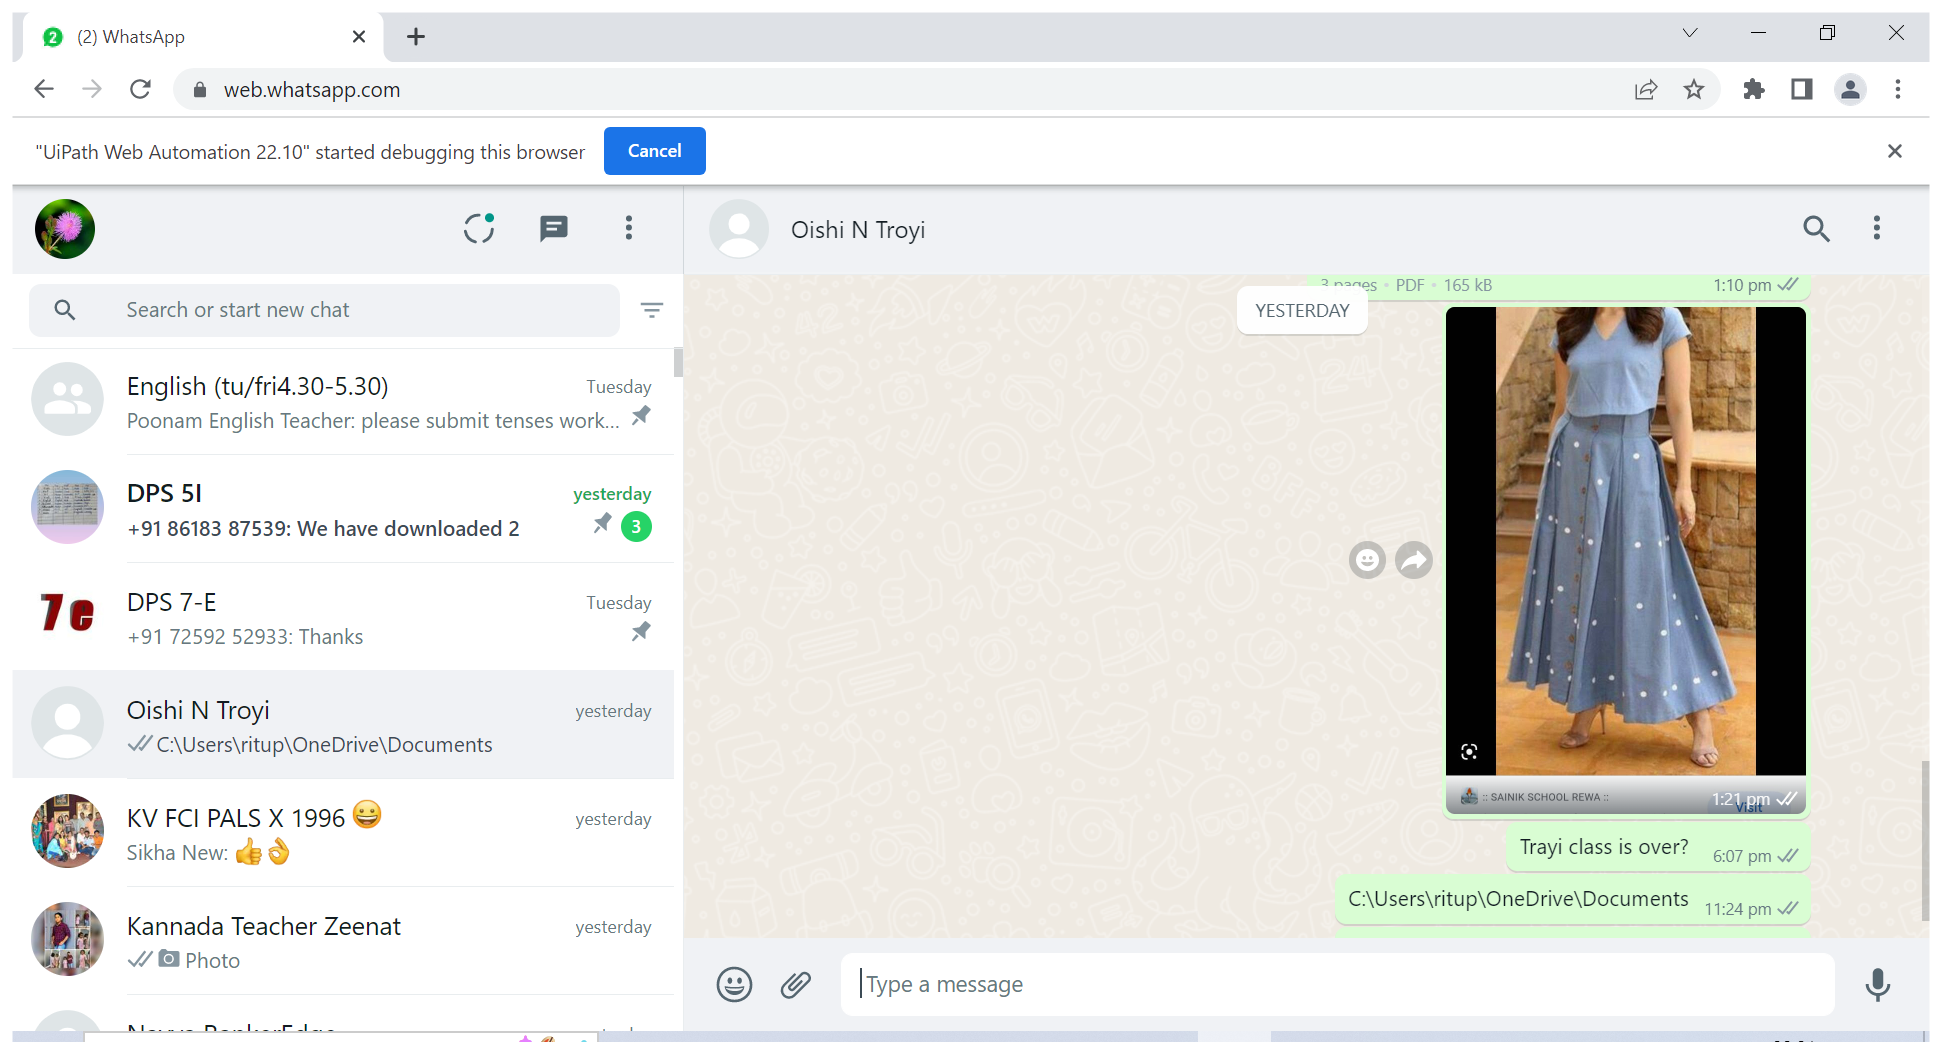 (2) WhatsApp
web.whatsapp.com
"UiPath Web Automation 22.10" started debugging this browser
Cancel
Search or start new chat
English (tu/fri4.30-5.30)
Tuesday
Poonam English Teacher: please submit tenses work...
DPS 5I
yesterday
+91 86183 87539: We have downloaded 2
3
7e
DPS 7-E
Tuesday
+91 72592 52933: Thanks
Oishi N Troyi
yesterday
C:\Users\ritup\OneDrive\Documents
KV FCI PALS X 1996 😀
yesterday
Sikha New: 👍👌
Kannada Teacher Zeenat
yesterday
Photo
Oishi N Troyi
3 pages • PDF • 165 kB
1:10 pm
YESTERDAY
:: SAINIK SCHOOL REWA ::
1:21 pm
Visit
Trayi class is over?
6:07 pm
C:\Users\ritup\OneDrive\Documents
11:24 pm
Type a message